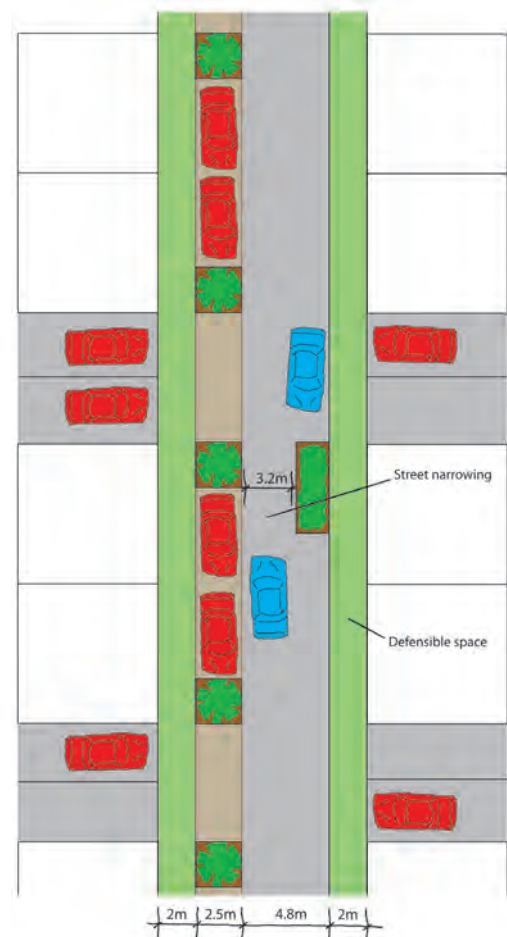 3.2m
Street narrowing
Defensible space
2m 2.5m 4.8m 2m